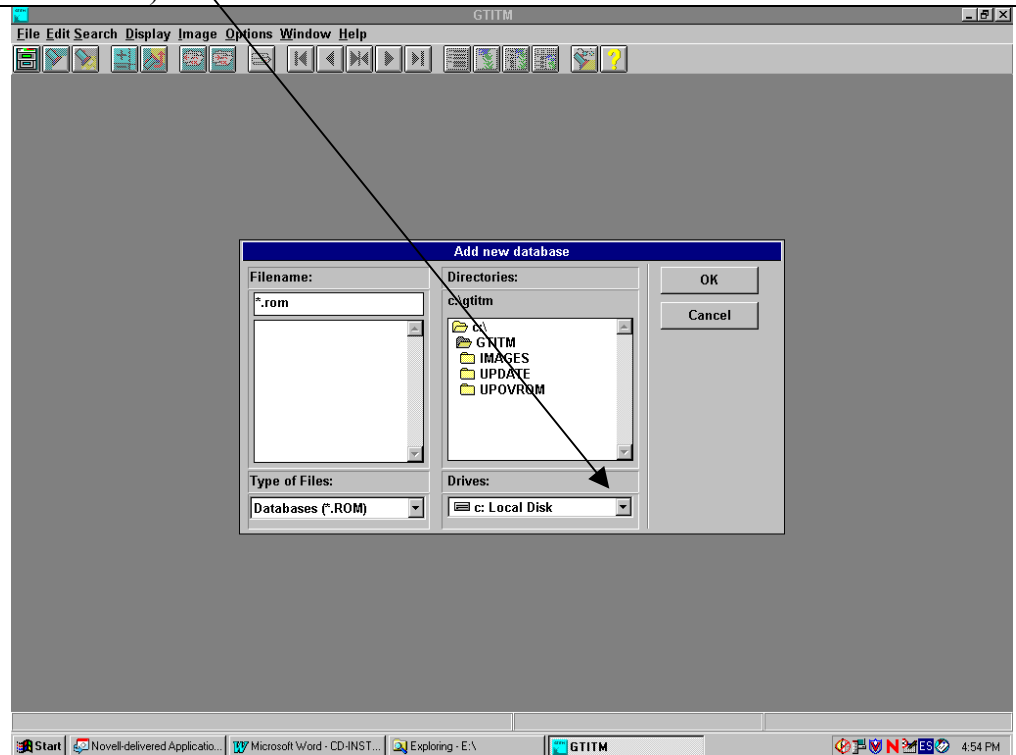 GTITM
File Edit Search Display Image Options Window Help
Add new database
Filename:
*.rom
Directories:
c:\gtitm
c:\
GTITM
IMAGES
UPDATE
UPOVROM
OK
Cancel
Type of Files:
Databases (*.ROM)
Drives:
c: Local Disk
Start
Novell-delivered Applicatio...
Microsoft Word - CD-INST...
Exploring - E:\
GTITM
ES
4:54 PM